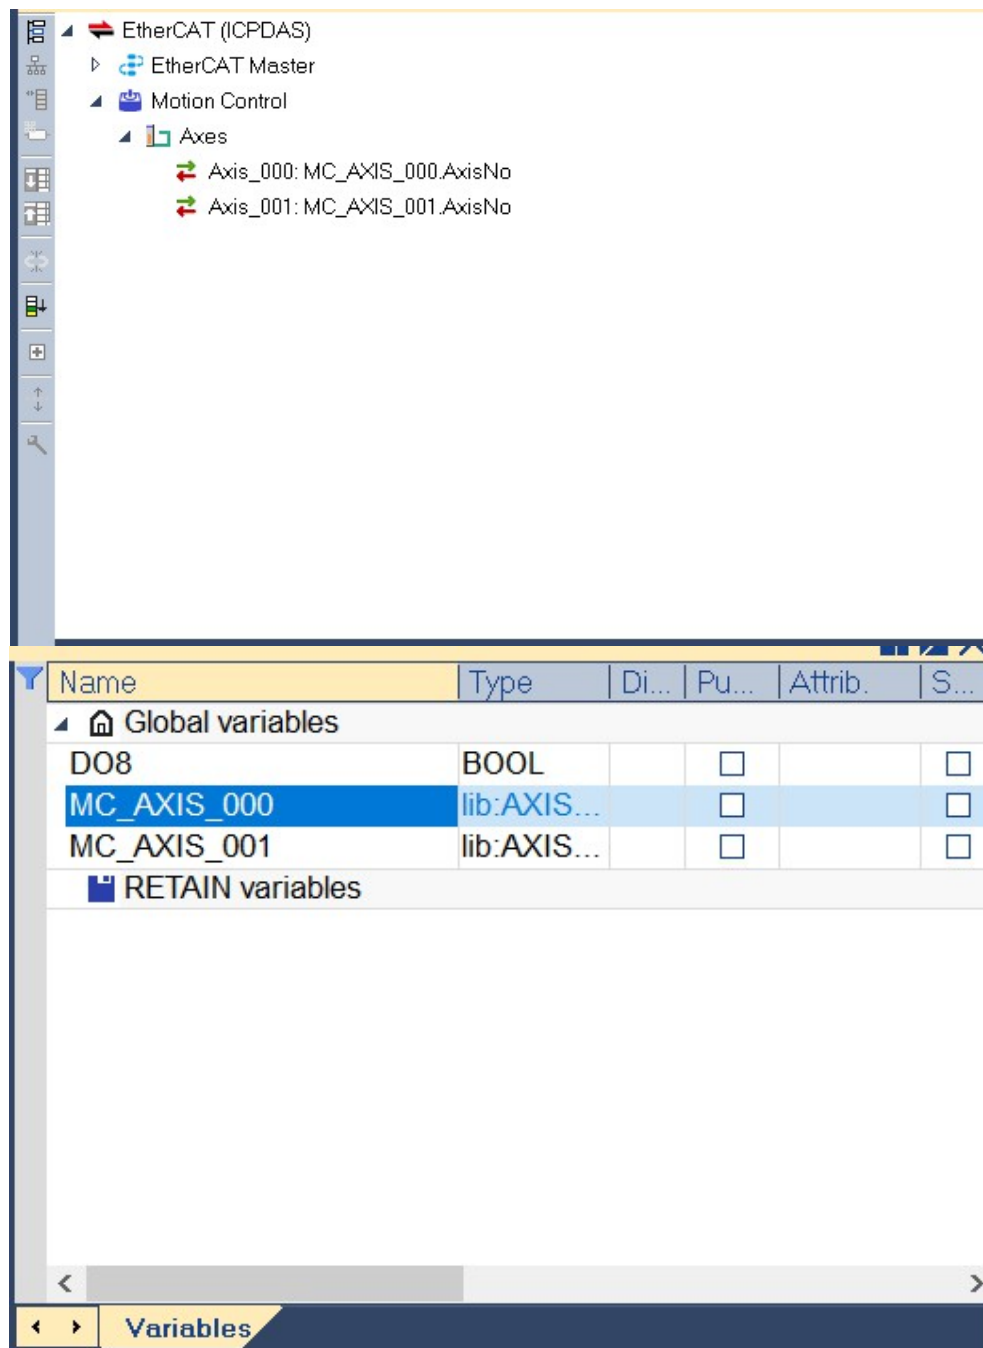 EtherCAT (ICPDAS)
EtherCAT Master
Motion Control
Axes
Axis_000: MC_AXIS_000.AxisNo
Axis_001: MC_AXIS_001.AxisNo
Name Type Di... Pu... Attrib. S...
Global variables
DO8 BOOL
MC_AXIS_000 lib:AXIS...
MC_AXIS_001 lib:AXIS...
RETAIN variables
Variables